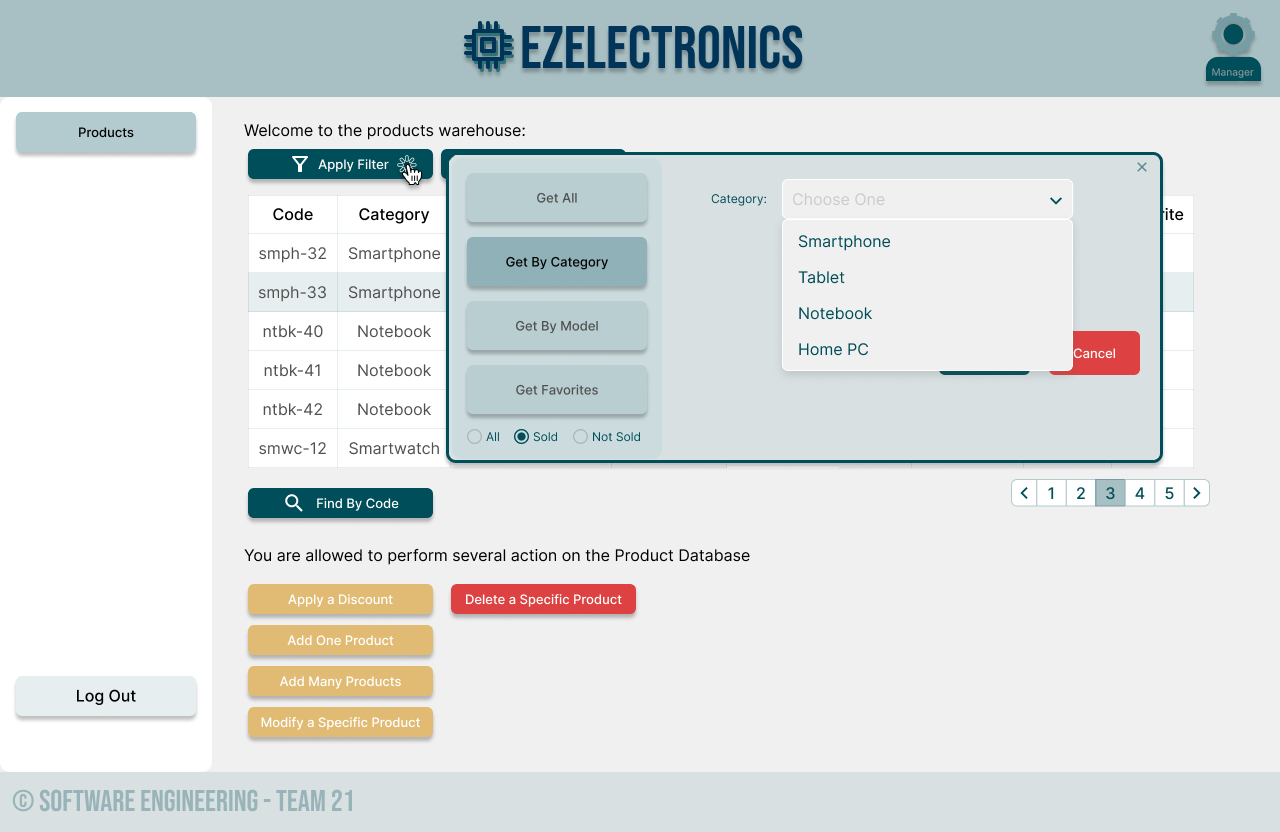 EZELECTRONICS
Manager
Products
Welcome to the products warehouse:
Apply Filter
Code Category
smph-32 Smartphone
smph-33 Smartphone
ntbk-40 Notebook
ntbk-41 Notebook
ntbk-42 Notebook
smwc-12 Smartwatch
Get All
Get By Category
Get By Model
Get Favorites
All Sold Not Sold
Category: Choose One
Smartphone
Tablet
Notebook
Home PC
Cancel
Find By Code
1 2 3 4 5
You are allowed to perform several action on the Product Database
Apply a Discount Delete a Specific Product
Add One Product
Add Many Products
Modify a Specific Product
Log Out
© SOFTWARE ENGINEERING - TEAM 21